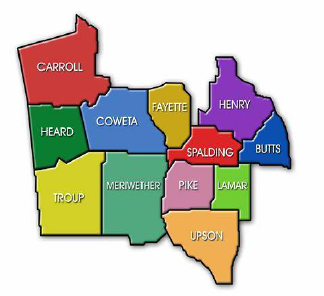 CARROLL
HENRY
FAYETTE
COWETA
HEARD
BUTTS
SPALDING
MERIWETHER
PIKE
LAMAR
TROUP
UPSON